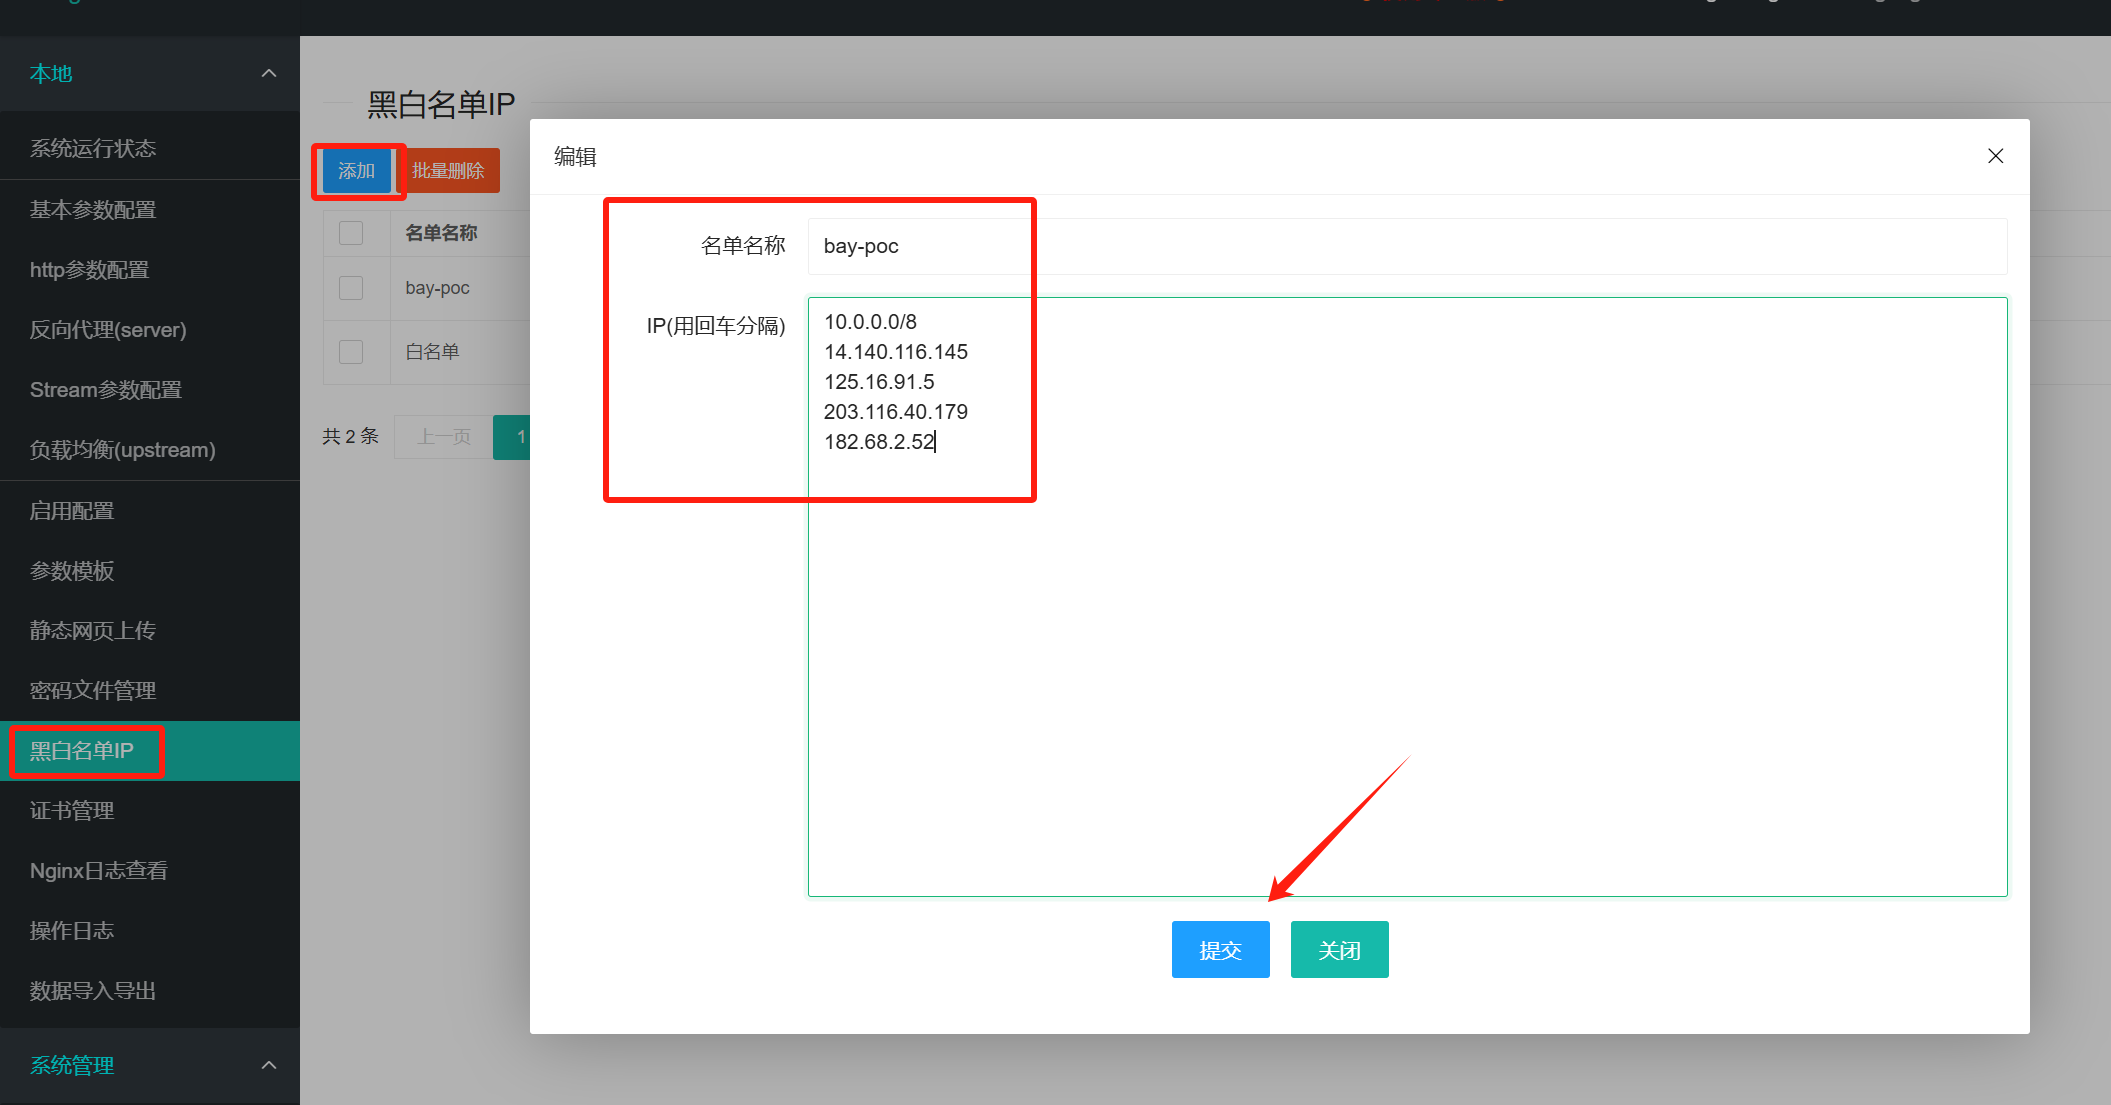 本地
系统运行状态
基本参数配置
http参数配置
反向代理(server)
Stream参数配置
负载均衡(upstream)
启用配置
参数模板
静态网页上传
密码文件管理
黑白名单IP
证书管理
Nginx日志查看
操作日志
数据导入导出
系统管理
黑白名单IP
添加
批量删除
名单名称
bay-poc
白名单
共 2 条
上一页
1
编辑
名单名称
bay-poc
IP(用回车分隔)
10.0.0.0/8
14.140.116.145
125.16.91.5
203.116.40.179
182.68.2.52
提交
关闭